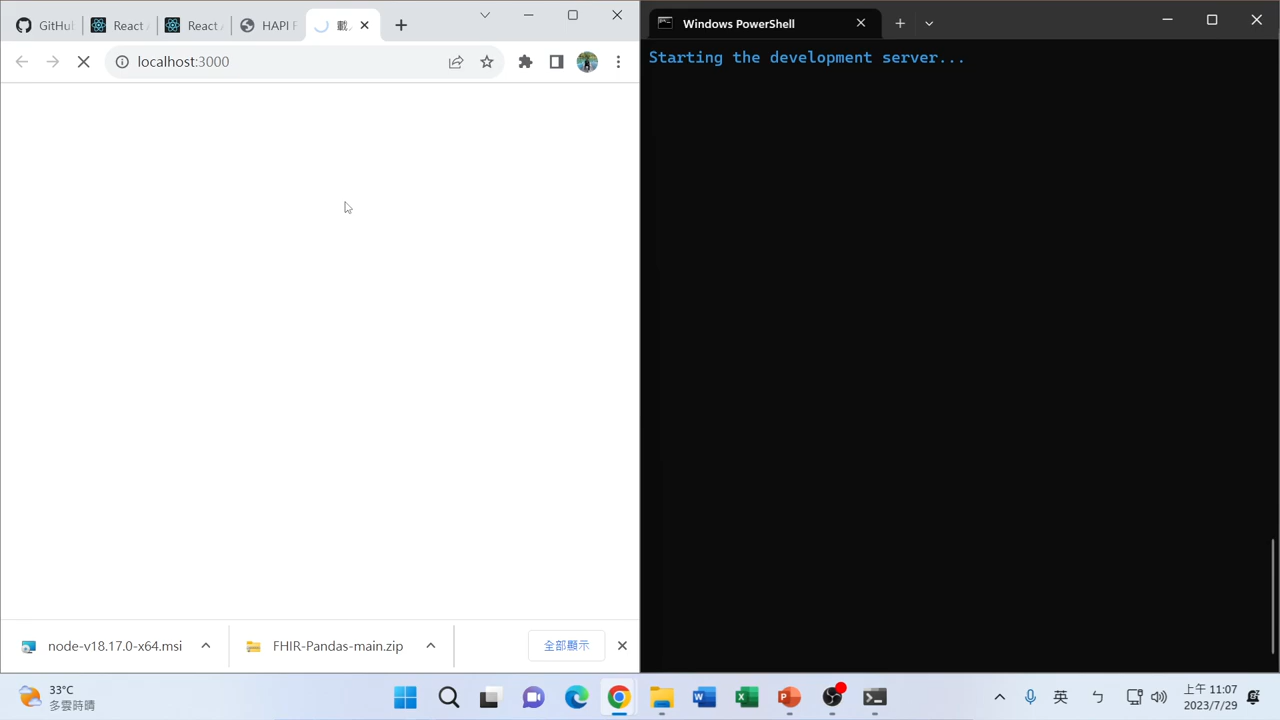 GitHub
React
React
HAPI F
載
localhost:3000
Windows PowerShell
Starting the development server...
node-v18.17.0-x64.msi
FHIR-Pandas-main.zip
全部顯示
33°C
多雲時晴
英
ㄅ
上午 11:07
2023/7/29